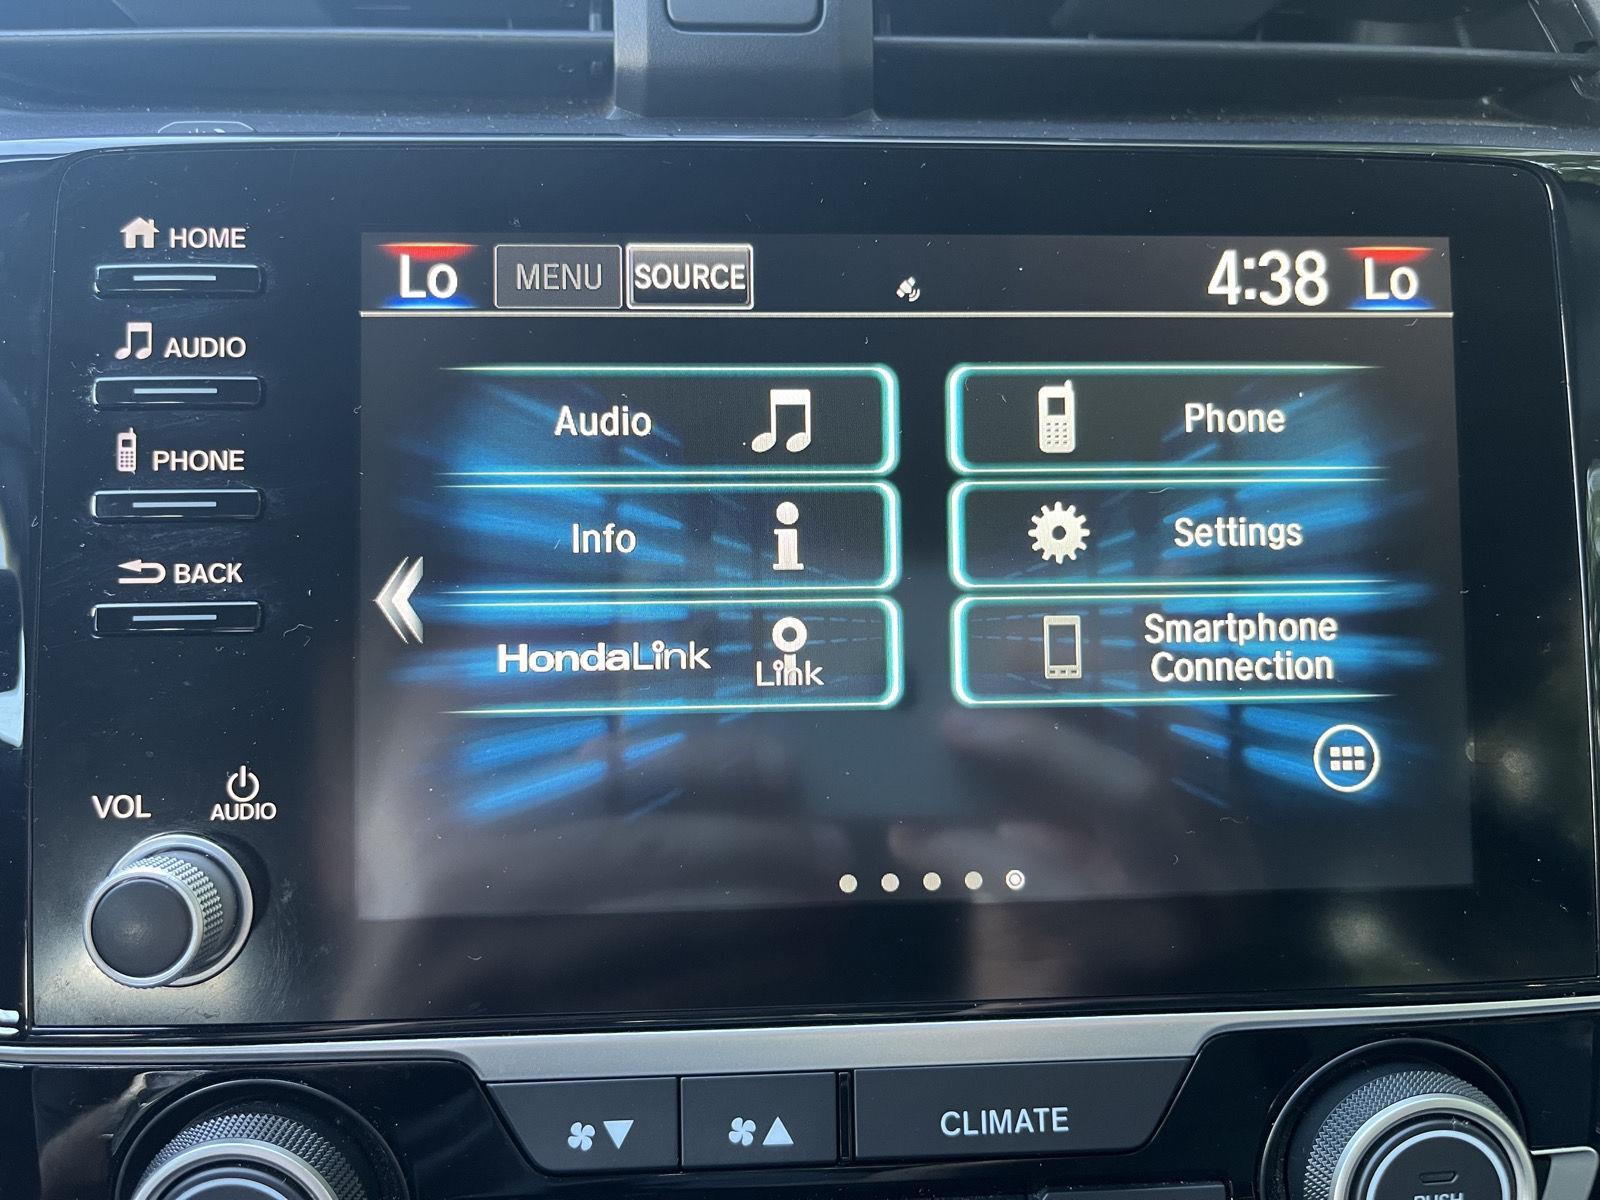 HOME
AUDIO
PHONE
BACK
VOL
AUDIO
Lo MENU SOURCE 4:38 Lo
Audio
Phone
Info
Settings
HondaLink
Link
Smartphone
Connection
CLIMATE
PUSH